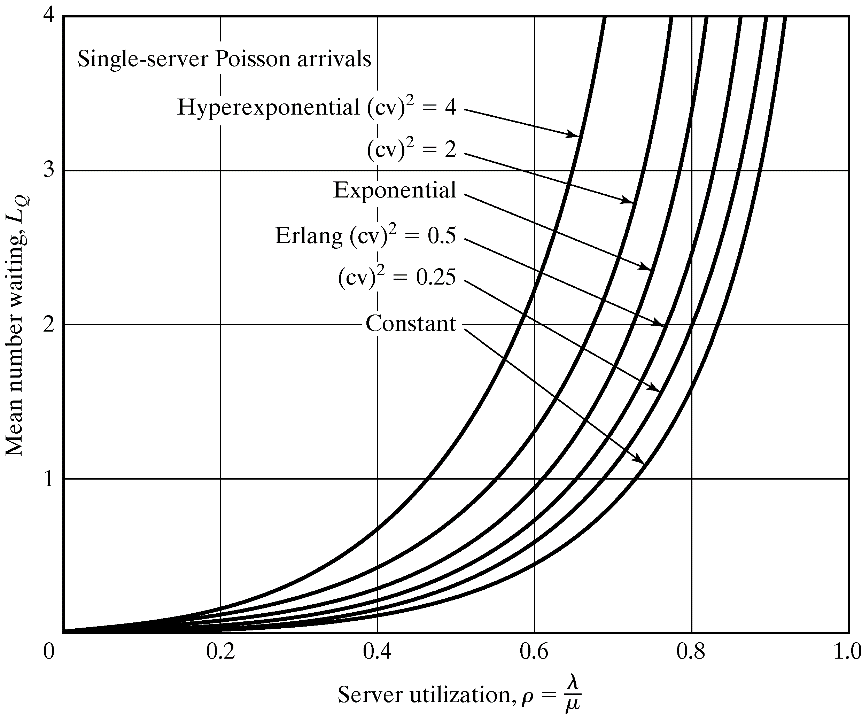 4
Single-server Poisson arrivals
Hyperexponential (cv)² = 4
(cv)² = 2
3
Exponential
Erlang (cv)² = 0.5
(cv)² = 0.25
2
Constant
1
Mean number waiting, L_Q
0 0.2 0.4 0.6 0.8 1.0
Server utilization, ρ = λ/μ